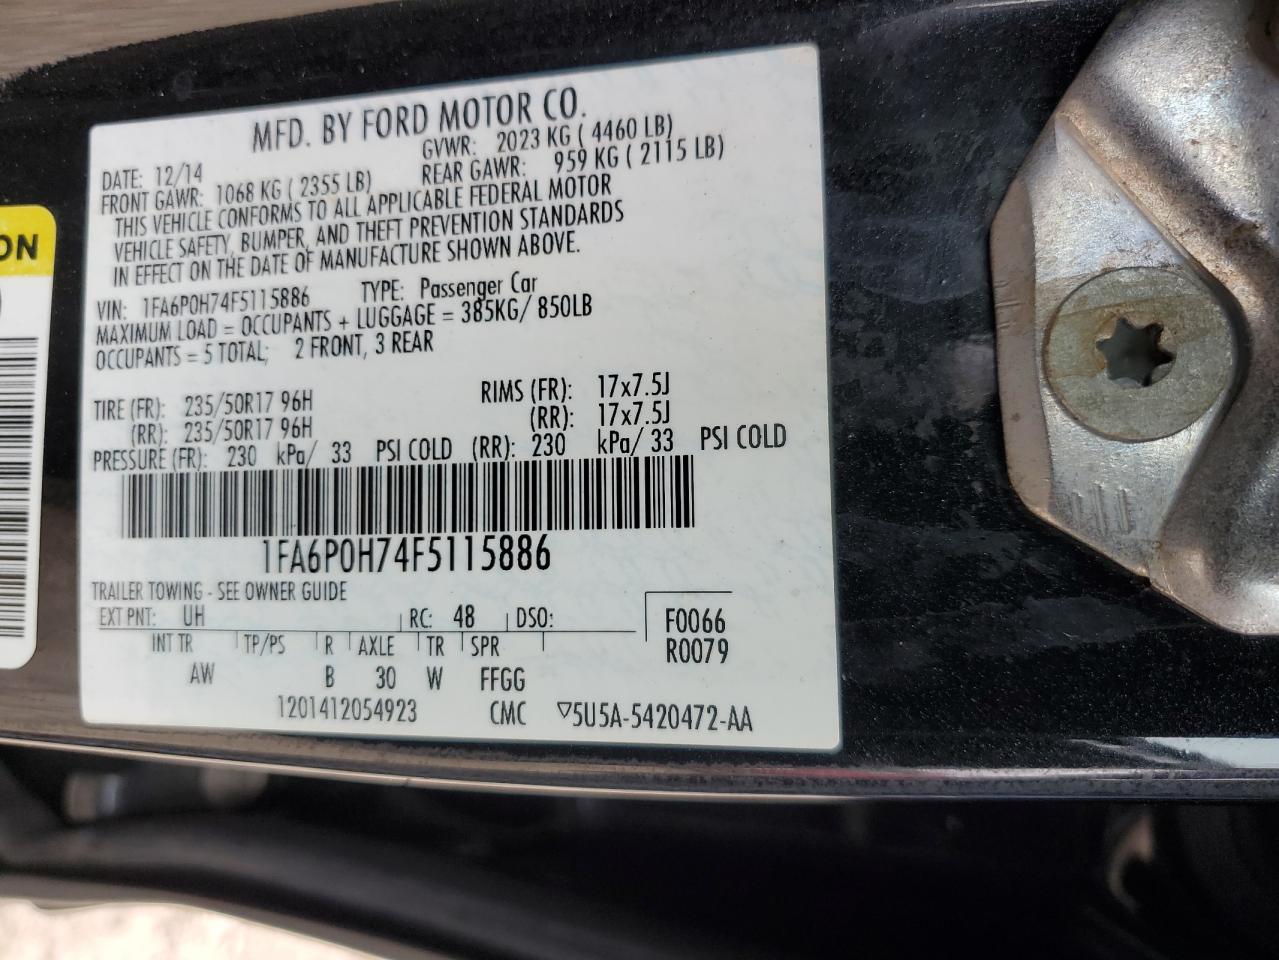 MFD. BY FORD MOTOR CO.
DATE: 12/14 GVWR: 2023 KG ( 4460 LB)
FRONT GAWR: 1068 KG ( 2355 LB) REAR GAWR: 959 KG ( 2115 LB)
THIS VEHICLE CONFORMS TO ALL APPLICABLE FEDERAL MOTOR
VEHICLE SAFETY, BUMPER, AND THEFT PREVENTION STANDARDS
IN EFFECT ON THE DATE OF MANUFACTURE SHOWN ABOVE.
VIN: 1FA6P0H74F5115886 TYPE: Passenger Car
MAXIMUM LOAD = OCCUPANTS + LUGGAGE = 385KG/ 850LB
OCCUPANTS = 5 TOTAL; 2 FRONT, 3 REAR
TIRE (FR): 235/50R17 96H RIMS (FR): 17x7.5J
(RR): 235/50R17 96H (RR): 17x7.5J
PRESSURE (FR): 230 kPa/ 33 PSI COLD (RR): 230 kPa/ 33 PSI COLD
1FA6P0H74F5115886
TRAILER TOWING - SEE OWNER GUIDE
EXT PNT: UH RC: 48 DSO: F0066
INT TR TP/PS R AXLE TR SPR R0079
AW B 30 W FFGG
1201412054923 CMC ▽5U5A-5420472-AA
ON